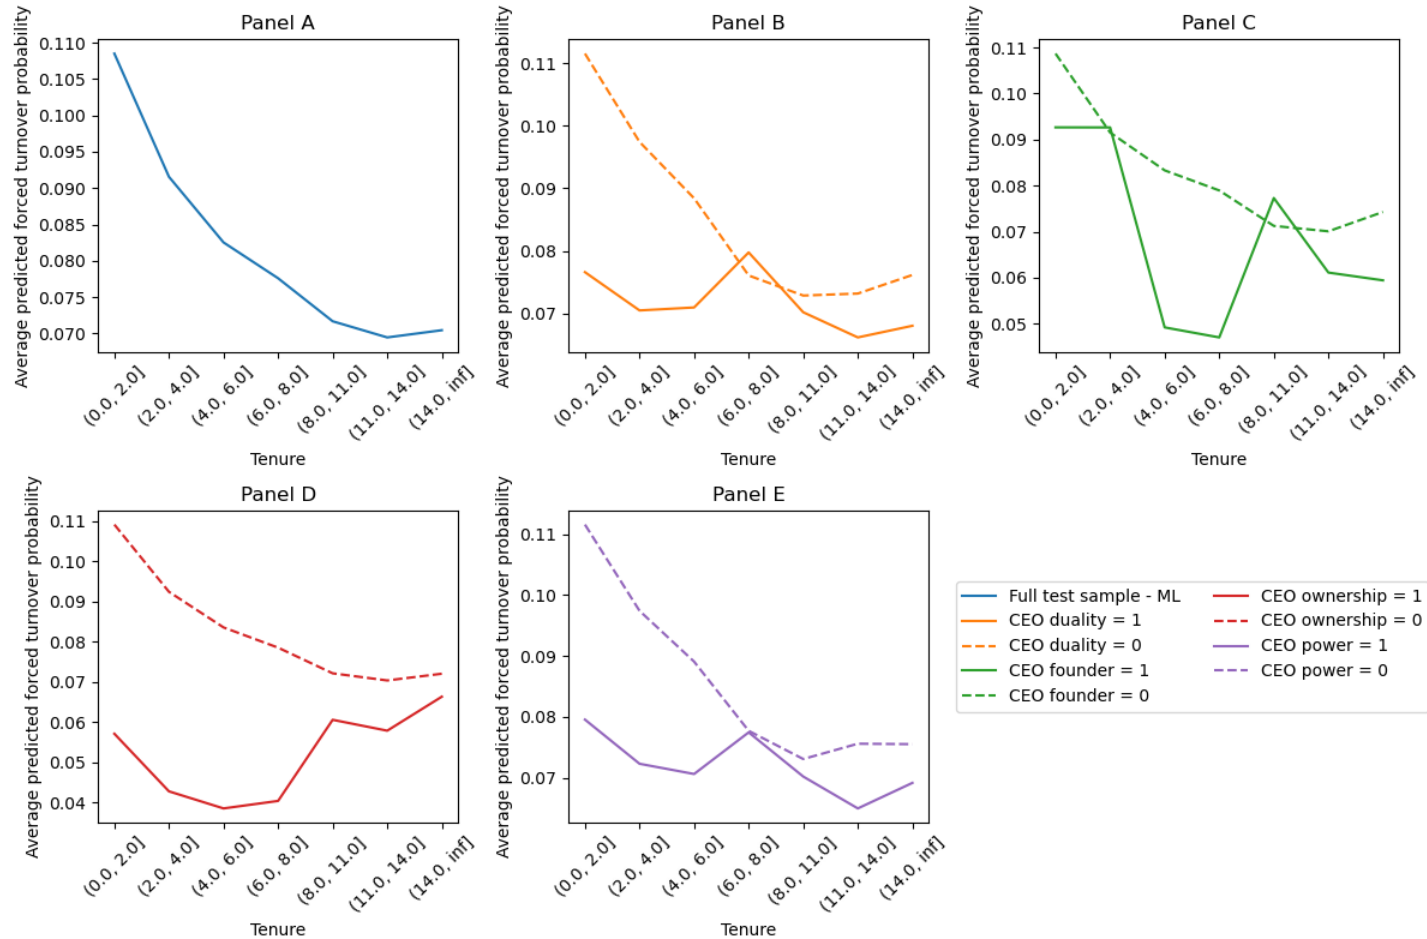 Panel A
Average predicted forced turnover probability
0.110
0.105
0.100
0.095
0.090
0.085
0.080
0.075
0.070
(0.0, 2.0]
(2.0, 4.0]
(4.0, 6.0]
(6.0, 8.0]
(8.0, 11.0]
(11.0, 14.0]
(14.0, inf]
Tenure
Panel B
Average predicted forced turnover probability
0.11
0.10
0.09
0.08
0.07
(0.0, 2.0]
(2.0, 4.0]
(4.0, 6.0]
(6.0, 8.0]
(8.0, 11.0]
(11.0, 14.0]
(14.0, inf]
Tenure
Panel C
Average predicted forced turnover probability
0.11
0.10
0.09
0.08
0.07
0.06
0.05
(0.0, 2.0]
(2.0, 4.0]
(4.0, 6.0]
(6.0, 8.0]
(8.0, 11.0]
(11.0, 14.0]
(14.0, inf]
Tenure
Panel D
Average predicted forced turnover probability
0.11
0.10
0.09
0.08
0.07
0.06
0.05
0.04
(0.0, 2.0]
(2.0, 4.0]
(4.0, 6.0]
(6.0, 8.0]
(8.0, 11.0]
(11.0, 14.0]
(14.0, inf]
Tenure
Panel E
Average predicted forced turnover probability
0.11
0.10
0.09
0.08
0.07
(0.0, 2.0]
(2.0, 4.0]
(4.0, 6.0]
(6.0, 8.0]
(8.0, 11.0]
(11.0, 14.0]
(14.0, inf]
Tenure
Full test sample - ML
CEO duality = 1
CEO duality = 0
CEO founder = 1
CEO founder = 0
CEO ownership = 1
CEO ownership = 0
CEO power = 1
CEO power = 0